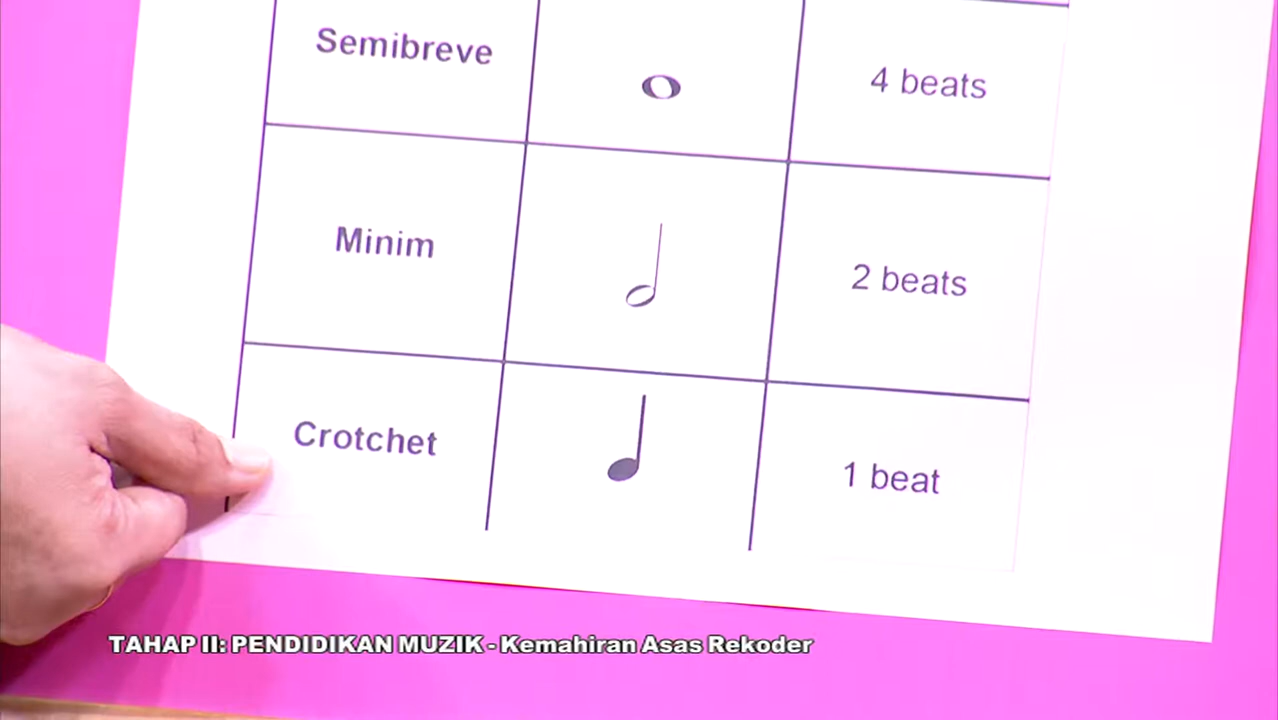 Semibreve
4 beats
Minim
2 beats
Crotchet
1 beat
TAHAP II: PENDIDIKAN MUZIK - Kemahiran Asas Rekoder